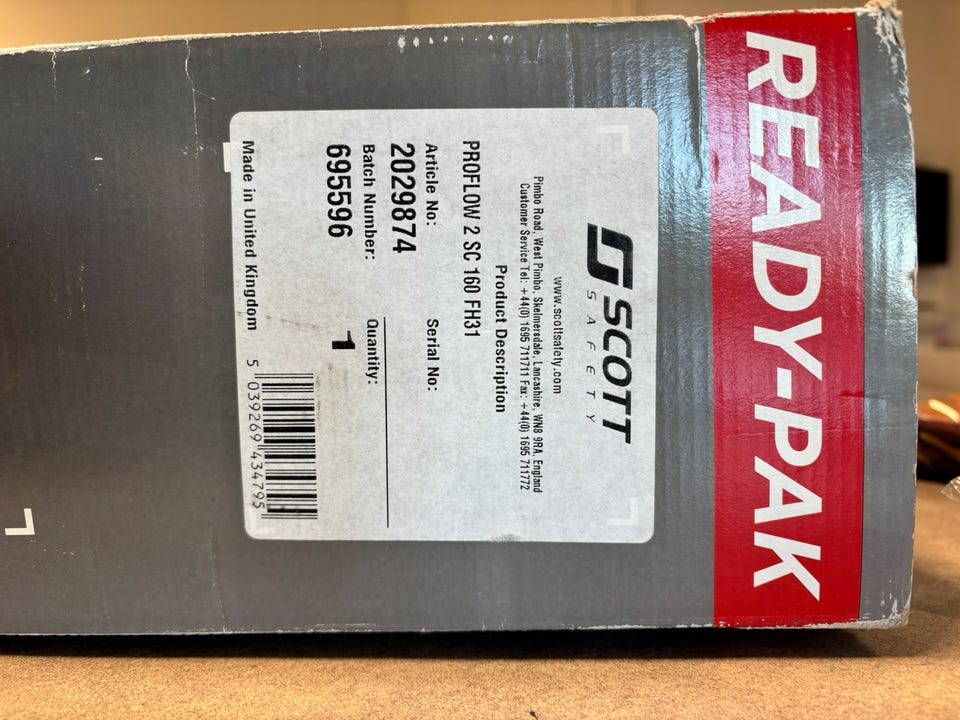 READY-PAK
SCOTT
SAFETY
www.scottsafety.com
Pimbo Road, West Pimbo, Skelmersdale, Lancashire, WN8 9RA, England
Customer Service Tel: +44(0) 1695 711711 Fax: +44(0) 1695 711772
Product Description
PROFLOW 2 SC 160 FH31
Article No: Serial No:
2029874
Batch Number: Quantity:
695596 1
Made in United Kingdom
5 039269 434795